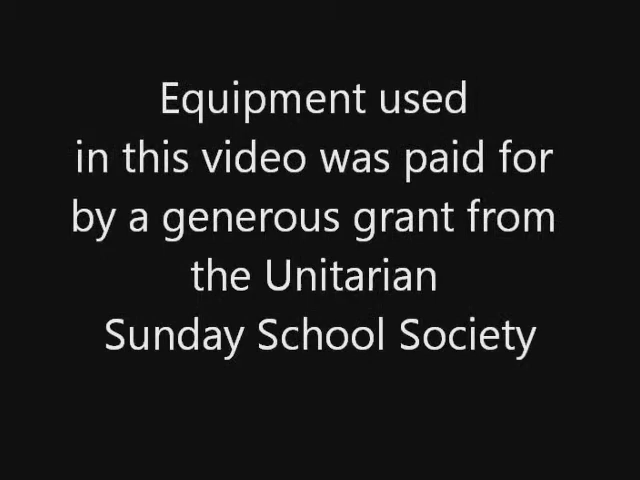 Equipment used
in this video was paid for
by a generous grant from
the Unitarian
Sunday School Society